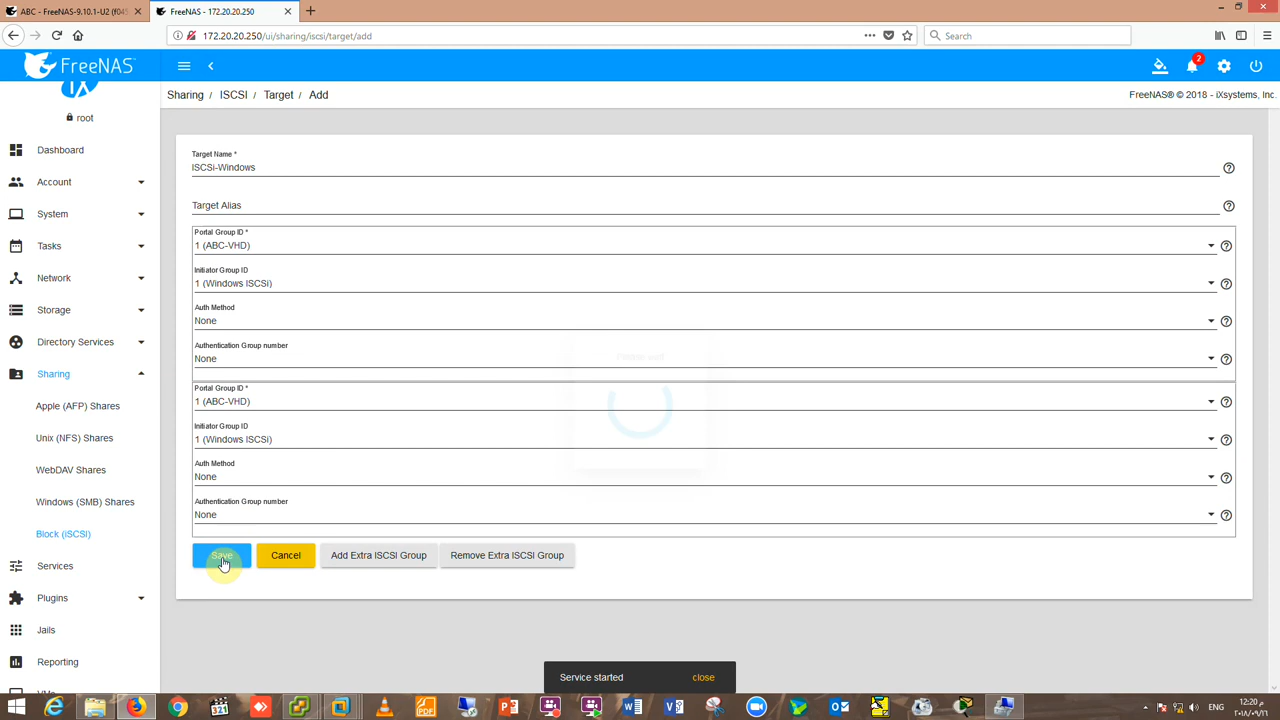 ABC - FreeNAS-9.10.1-U2 (f045
FreeNAS - 172.20.20.250
172.20.20.250/ui/sharing/iscsi/target/add
Search
FreeNAS
2
Sharing / ISCSI / Target / Add
FreeNAS® © 2018 - iXsystems, Inc.
root
Dashboard
Account
System
Tasks
Network
Storage
Directory Services
Sharing
Apple (AFP) Shares
Unix (NFS) Shares
WebDAV Shares
Windows (SMB) Shares
Block (iSCSI)
Services
Plugins
Jails
Reporting
VMs
Target Name *
ISCSi-Windows
Target Alias
Portal Group ID *
1 (ABC-VHD)
Initiator Group ID
1 (Windows ISCSi)
Auth Method
None
Authentication Group number
None
Portal Group ID *
1 (ABC-VHD)
Initiator Group ID
1 (Windows ISCSi)
Auth Method
None
Authentication Group number
None
Save
Cancel
Add Extra ISCSI Group
Remove Extra ISCSI Group
Service started
close
321
PDF
ENG
12:20 م